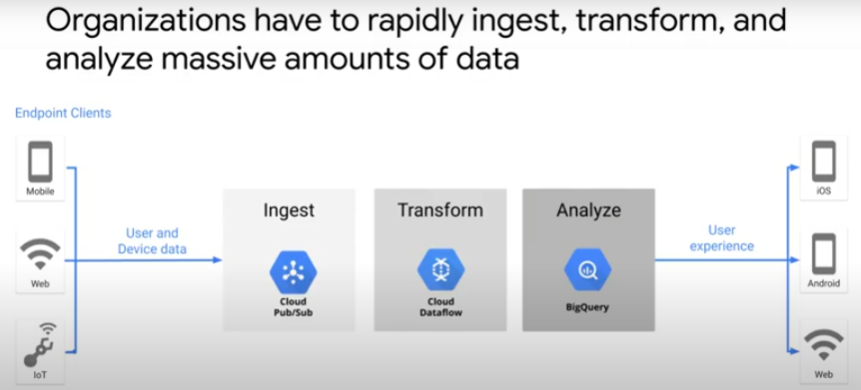 Organizations have to rapidly ingest, transform, and
analyze massive amounts of data
Endpoint Clients
Mobile
Web
IoT
User and
Device data
Ingest
Cloud
Pub/Sub
Transform
Cloud
Dataflow
Analyze
BigQuery
User
experience
iOS
Android
Web